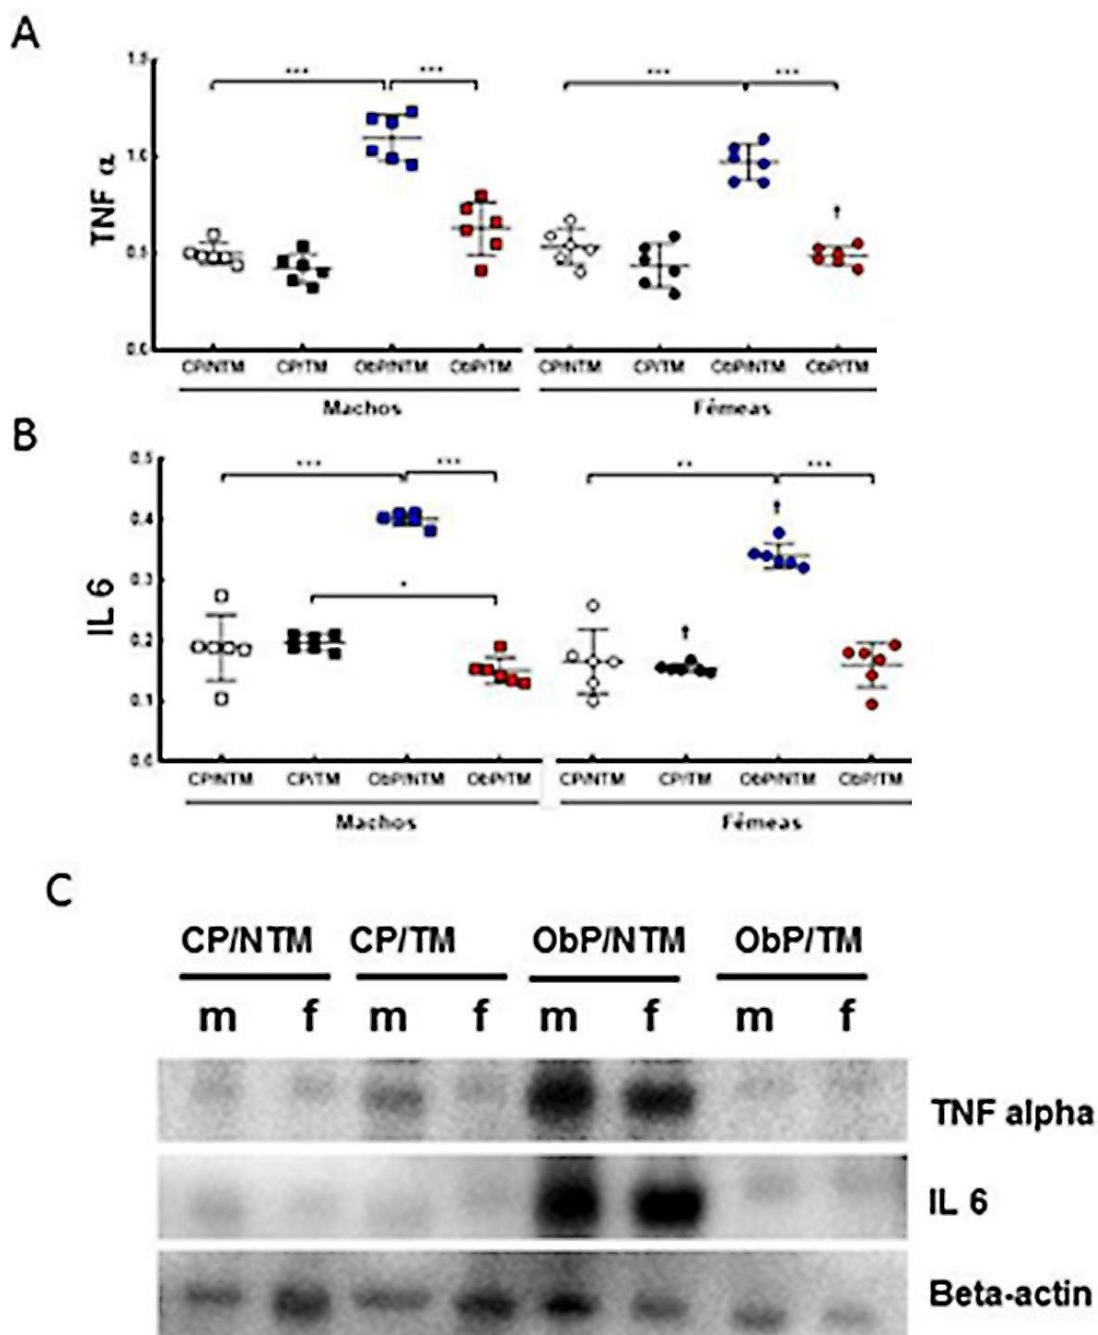 A
1.5
*** *** *** ***
TNF α
1.0
†
0.5
0.0
CP/NTM CP/TM ObP/NTM ObP/TM CP/NTM CP/TM ObP/NTM ObP/TM
Machos Fêmeas
B
0.5
*** *** ** ***
†
0.4
IL 6
0.3
*
†
0.2
0.1
0.0
CP/NTM CP/TM ObP/NTM ObP/TM CP/NTM CP/TM ObP/NTM ObP/TM
Machos Fêmeas
C
CP/NTM CP/TM ObP/NTM ObP/TM
m f m f m f m f
TNF alpha
IL 6
Beta-actin